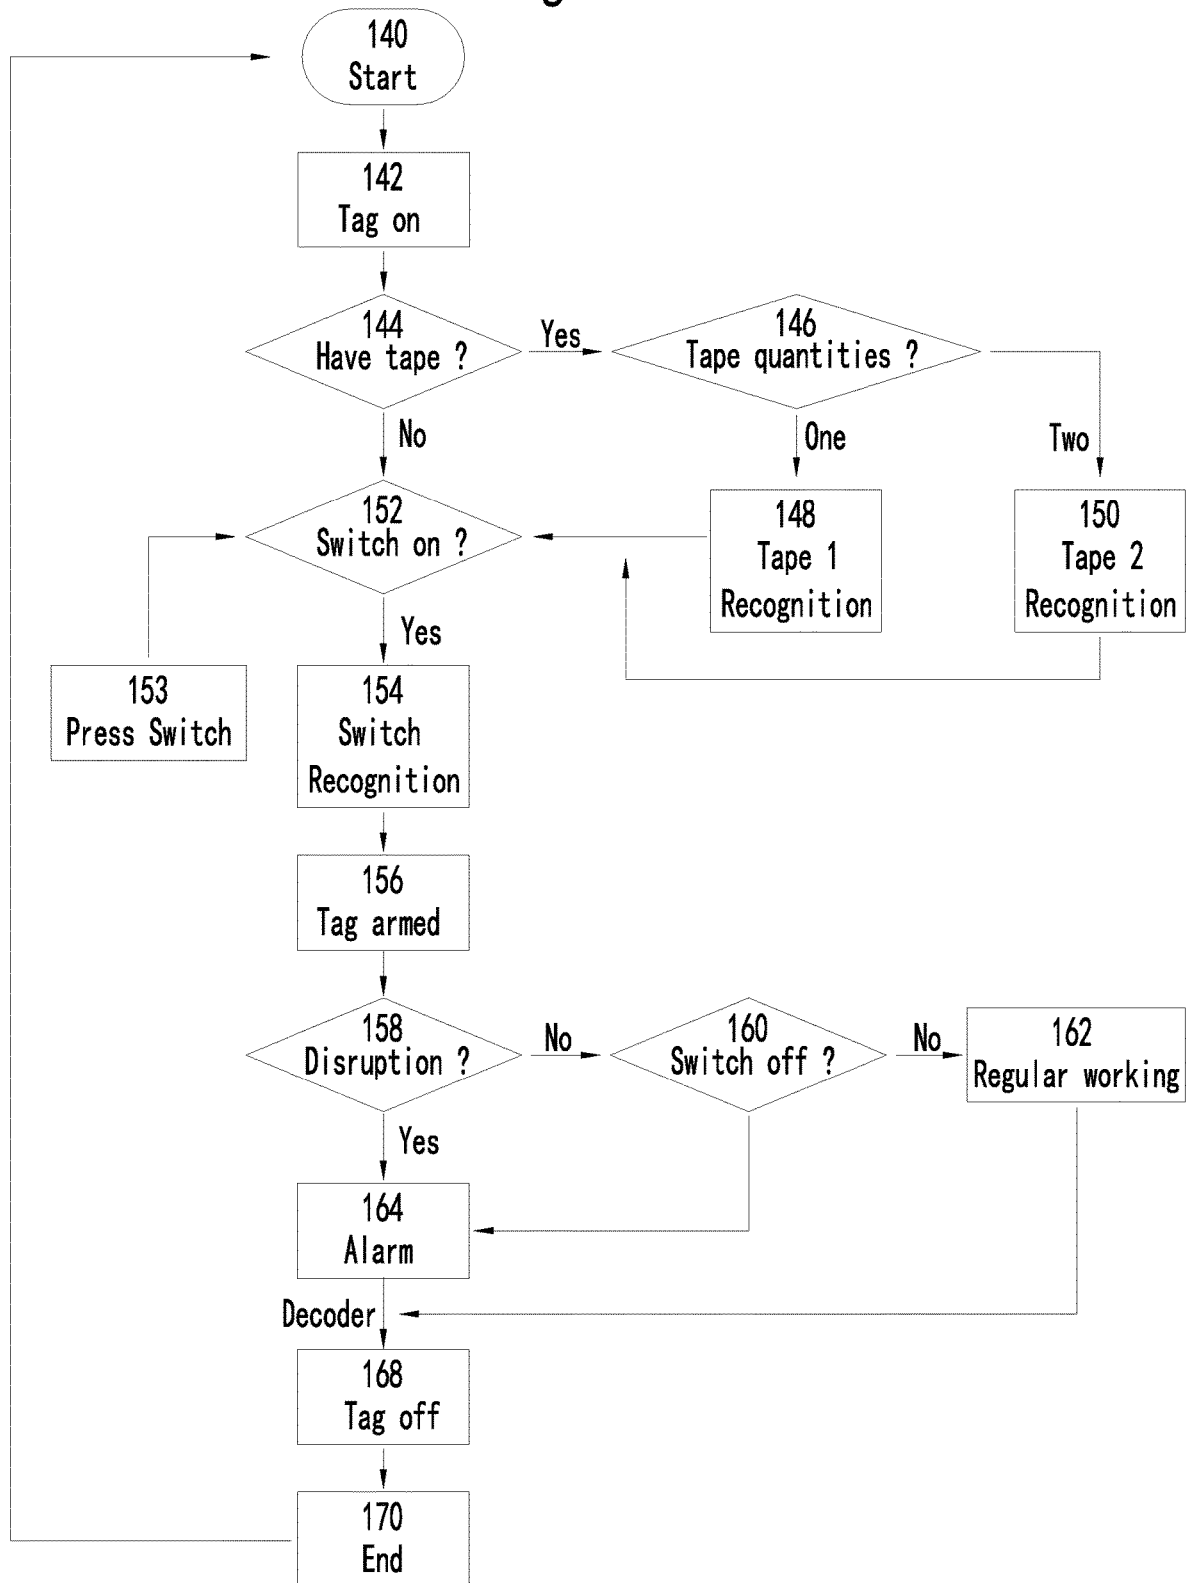 140
Start
142
Tag on
144
Have tape ?
Yes
146
Tape quantities ?
No
One
Two
152
Switch on ?
148
Tape 1
Recognition
150
Tape 2
Recognition
Yes
153
Press Switch
154
Switch
Recognition
156
Tag armed
158
Disruption ?
No
160
Switch off ?
No
162
Regular working
Yes
164
Alarm
Decoder
168
Tag off
170
End